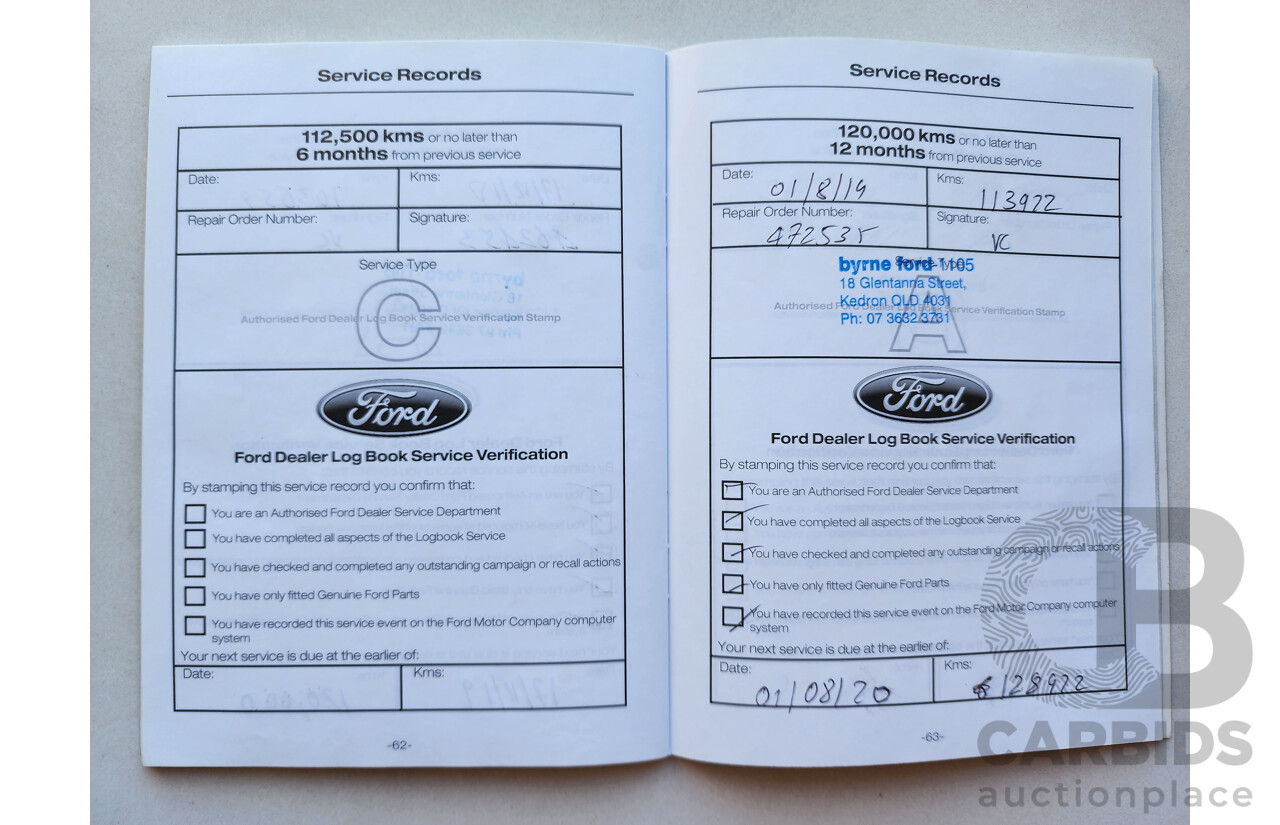 Service Records
112,500 kms or no later than
6 months from previous service
Date:
Kms:
Repair Order Number:
Signature:
Service Type
C
Authorised Ford Dealer Log Book Service Verification Stamp
Ford
Ford Dealer Log Book Service Verification
By stamping this service record you confirm that:
You are an Authorised Ford Dealer Service Department
You have completed all aspects of the Logbook Service
You have checked and completed any outstanding campaign or recall actions
You have only fitted Genuine Ford Parts
You have recorded this service event on the Ford Motor Company computer
system
Your next service is due at the earlier of:
Date:
Kms:
-62-
Service Records
120,000 kms or no later than
12 months from previous service
Date: 01/8/19
Kms: 113922
Repair Order Number:
Signature:
VC
Service Type
byrne ford-1105
18 Glentanna Street,
Kedron QLD 4031
Ph: 07 3632 3731
A
Authorised Ford Dealer Log Book Service Verification Stamp
Ford
Ford Dealer Log Book Service Verification
By stamping this service record you confirm that:
You are an Authorised Ford Dealer Service Department
You have completed all aspects of the Logbook Service
You have checked and completed any outstanding campaign or recall actions
You have only fitted Genuine Ford Parts
You have recorded this service event on the Ford Motor Company computer
system
Your next service is due at the earlier of:
Date: 01/08/20
Kms: 128922
-63-
CB
CARBIDS
auctionplace